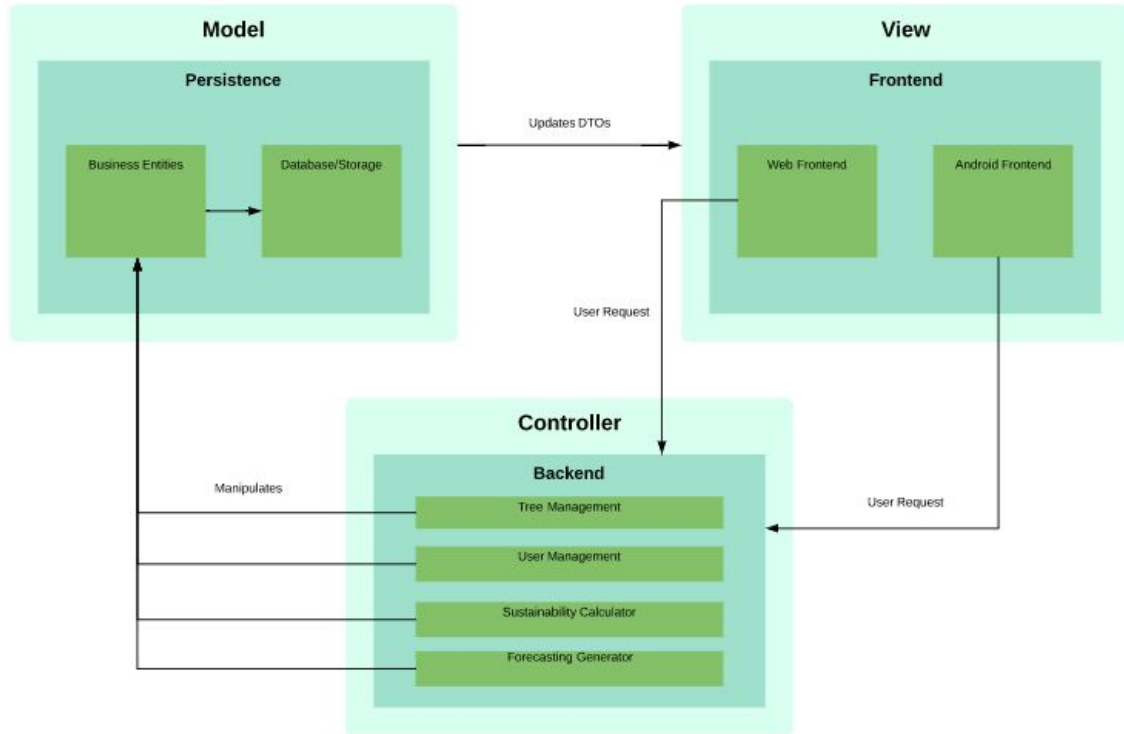 Model
Persistence
Business Entities
Database/Storage
Updates DTOs
View
Frontend
Web Frontend
Android Frontend
User Request
User Request
Controller
Backend
Tree Management
User Management
Sustainability Calculator
Forecasting Generator
Manipulates